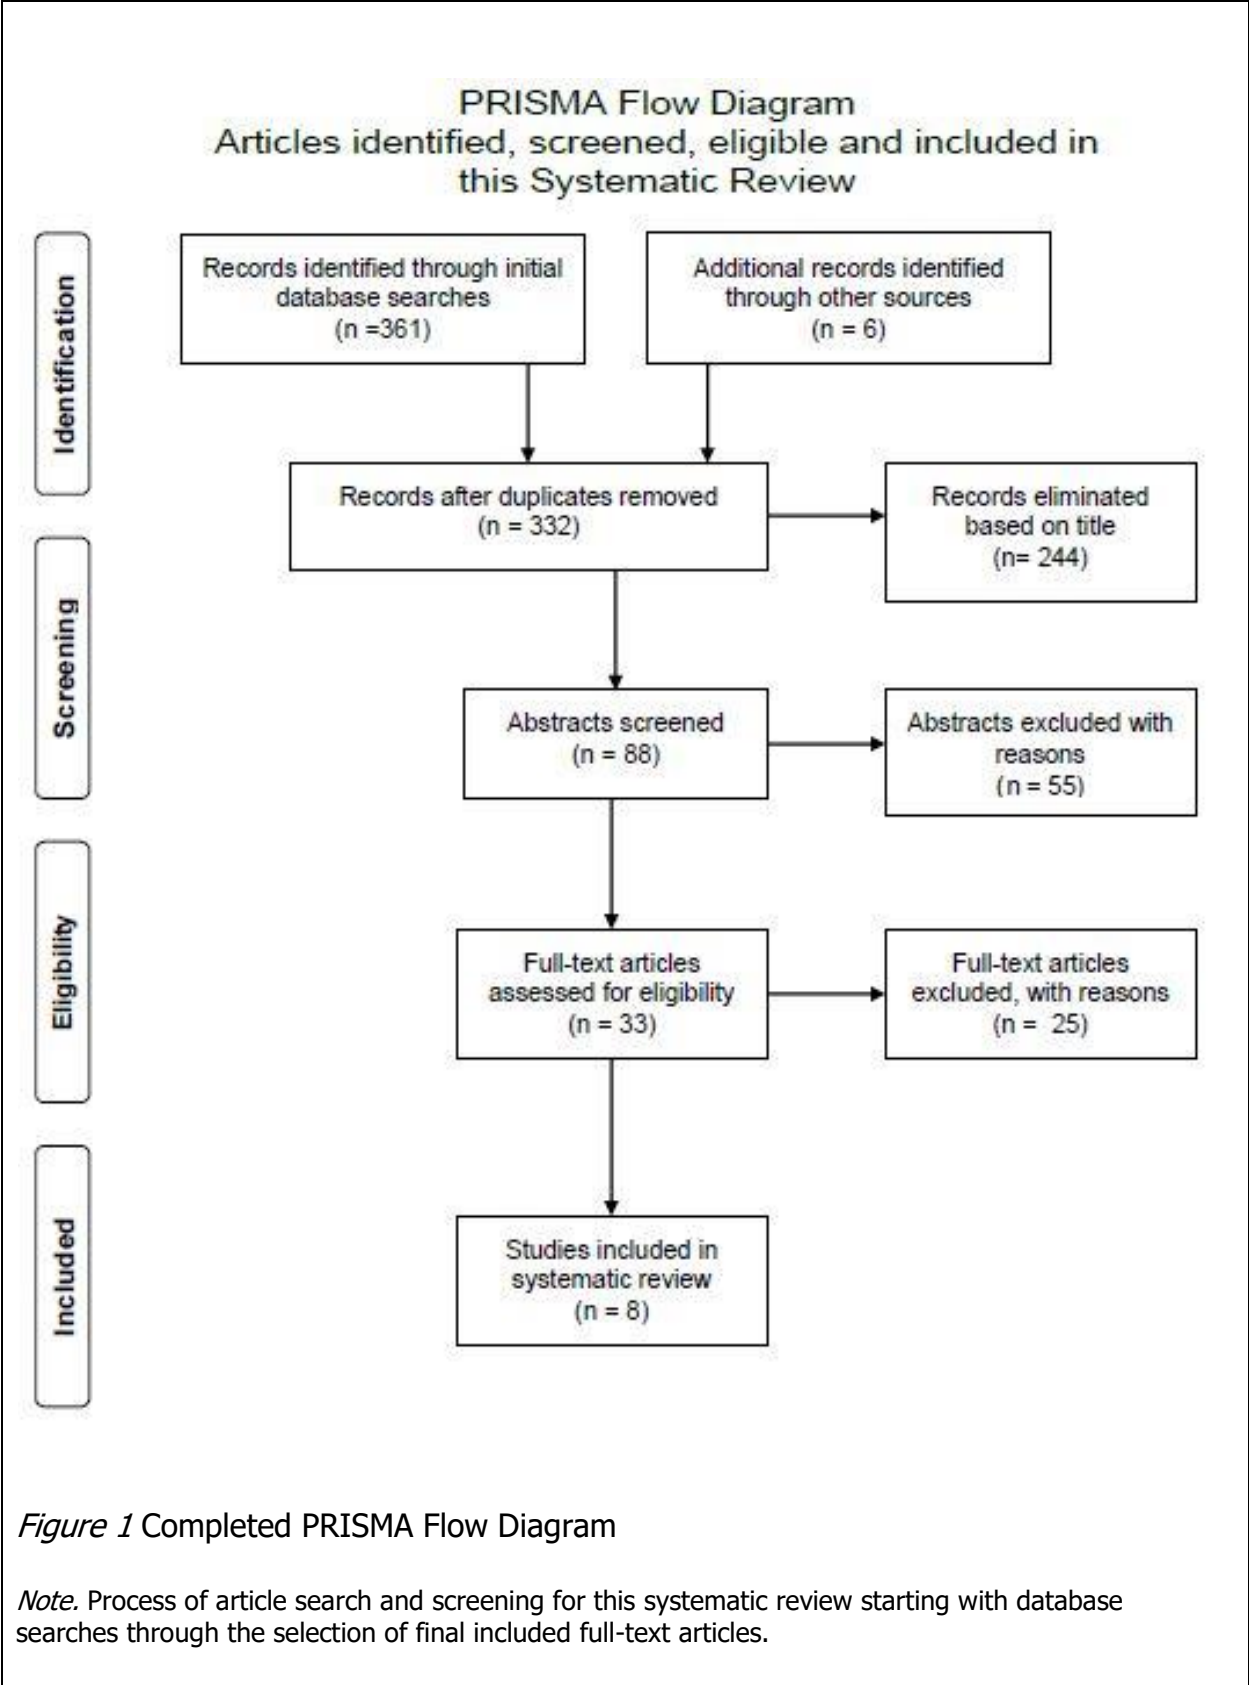 PRISMA Flow Diagram
Articles identified, screened, eligible and included in
this Systematic Review
Identification
Records identified through initial
database searches
(n =361)
Additional records identified
through other sources
(n = 6)
Records after duplicates removed
(n = 332)
Records eliminated
based on title
(n= 244)
Screening
Abstracts screened
(n = 88)
Abstracts excluded with
reasons
(n = 55)
Eligibility
Full-text articles
assessed for eligibility
(n = 33)
Full-text articles
excluded, with reasons
(n = 25)
Included
Studies included in
systematic review
(n = 8)
Figure 1 Completed PRISMA Flow Diagram
Note. Process of article search and screening for this systematic review starting with database
searches through the selection of final included full-text articles.